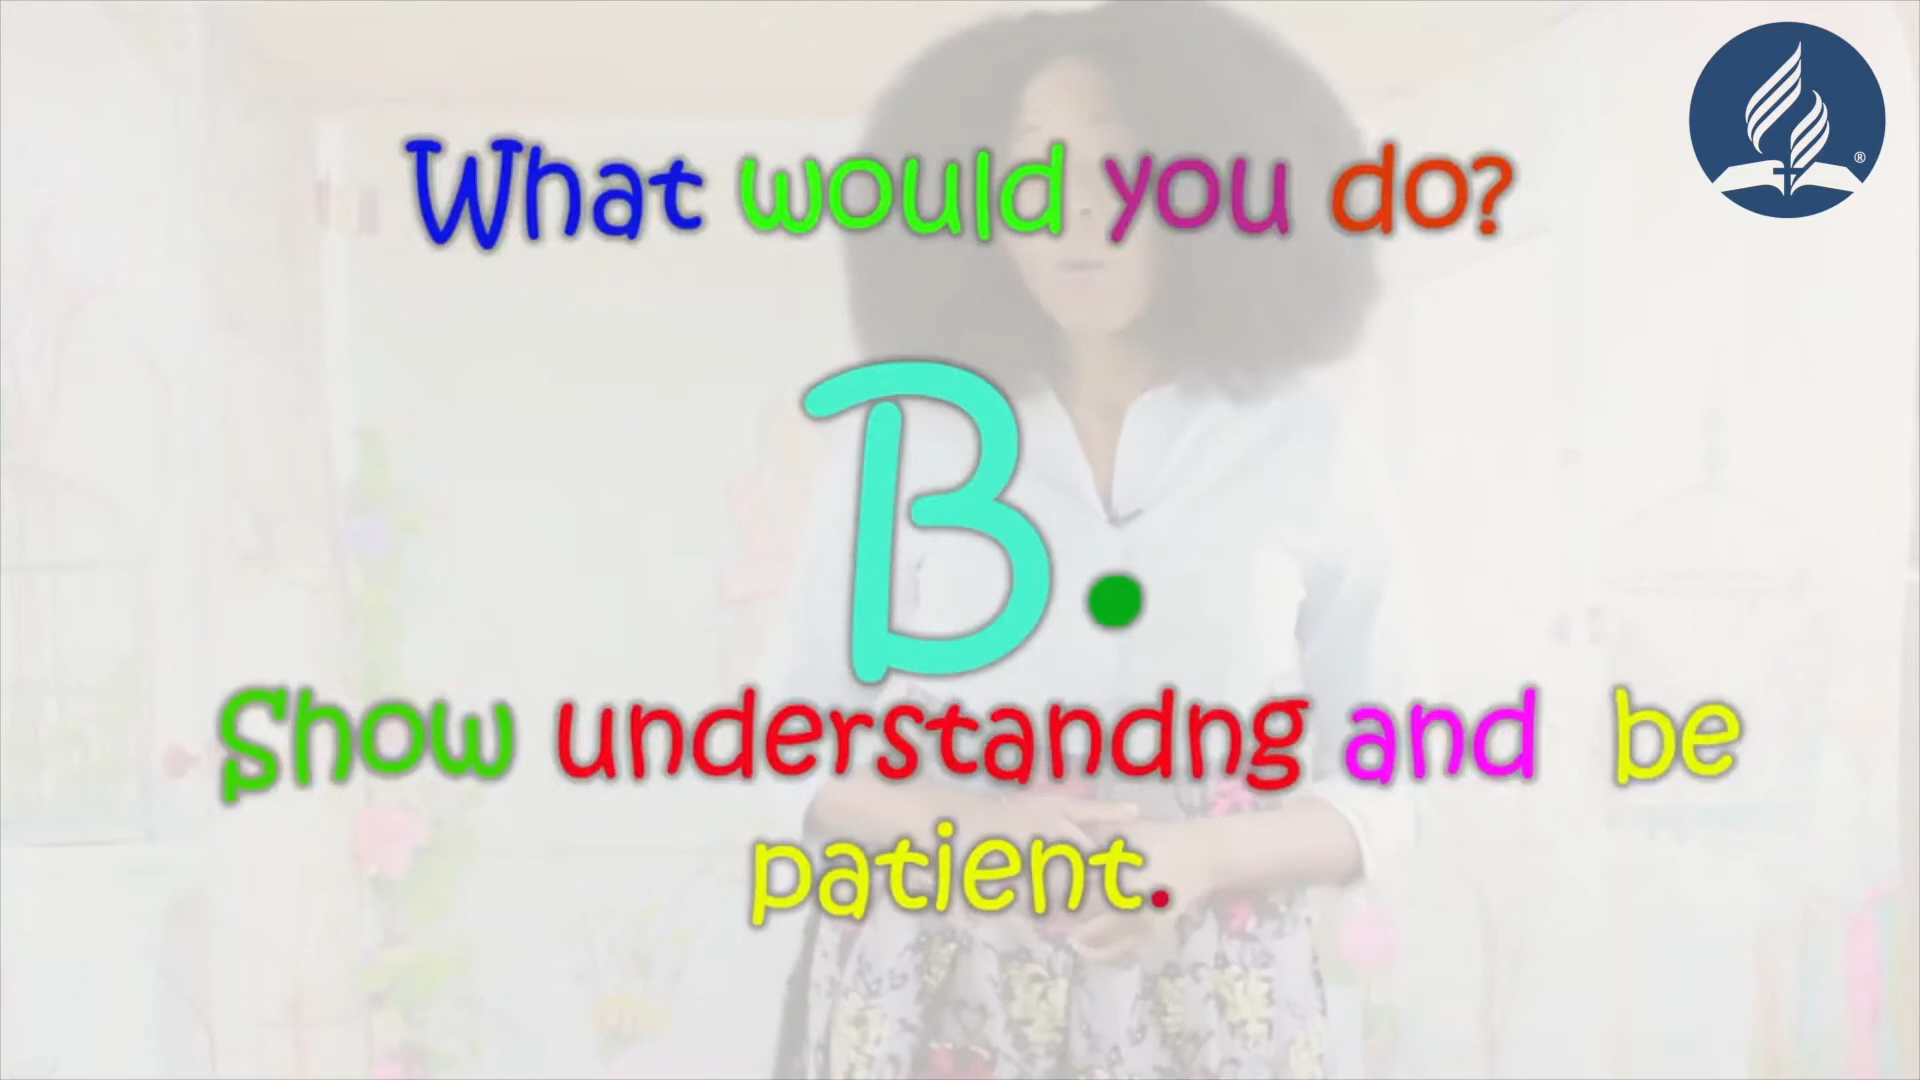 What would you do?
B.
Show understandng and be
patient.
®